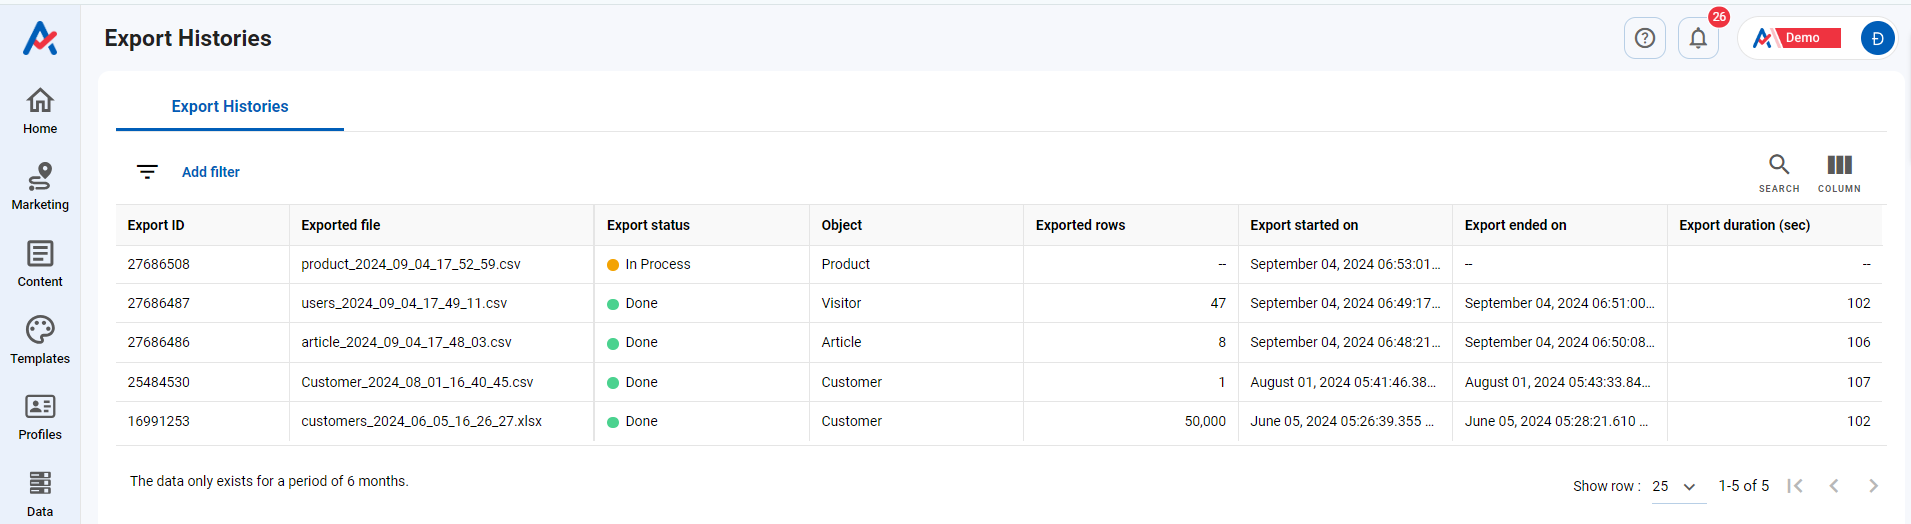 Export Histories
26
Demo
Đ
Home
Marketing
Content
Templates
Profiles
Data
Export Histories
Add filter
SEARCH
COLUMN
Export ID Exported file Export status Object Exported rows Export started on Export ended on Export duration (sec)
27686508 product_2024_09_04_17_52_59.csv In Process Product -- September 04, 2024 06:53:01... -- --
27686487 users_2024_09_04_17_49_11.csv Done Visitor 47 September 04, 2024 06:49:17... September 04, 2024 06:51:00... 102
27686486 article_2024_09_04_17_48_03.csv Done Article 8 September 04, 2024 06:48:21... September 04, 2024 06:50:08... 106
25484530 Customer_2024_08_01_16_40_45.csv Done Customer 1 August 01, 2024 05:41:46.38... August 01, 2024 05:43:33.84... 107
16991253 customers_2024_06_05_16_26_27.xlsx Done Customer 50,000 June 05, 2024 05:26:39.355 ... June 05, 2024 05:28:21.610 ... 102
The data only exists for a period of 6 months.
Show row : 25 1-5 of 5